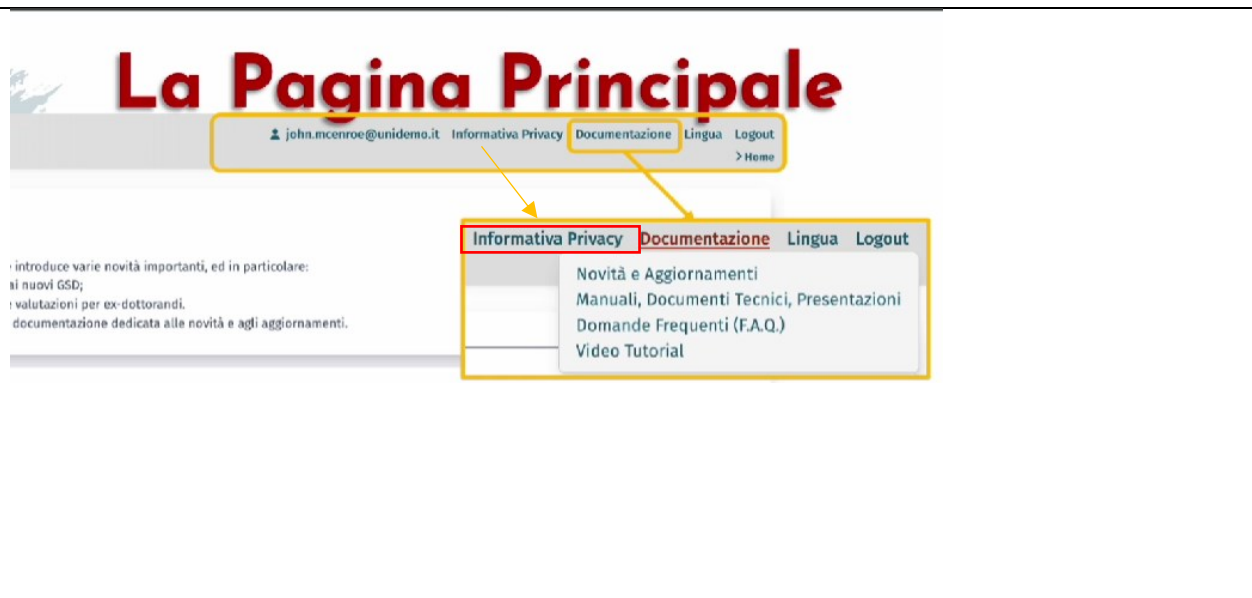 La Pagina Principale
john.mcenroe@unidemo.it Informativa Privacy Documentazione Lingua Logout
> Home
Informativa Privacy Documentazione Lingua Logout
Novità e Aggiornamenti
Manuali, Documenti Tecnici, Presentazioni
Domande Frequenti (F.A.Q.)
Video Tutorial
introduce varie novità importanti, ed in particolare:
ai nuovi GSD;
valutazioni per ex-dottorandi.
documentazione dedicata alle novità e agli aggiornamenti.